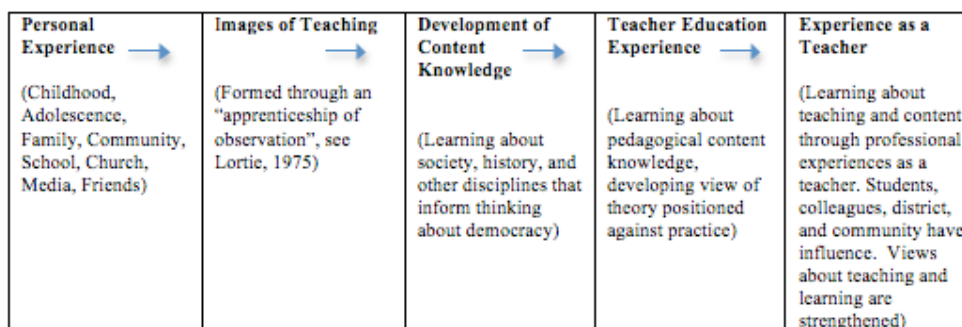 Personal
Experience
(Childhood,
Adolescence,
Family, Community,
School, Church,
Media, Friends)
Images of Teaching
(Formed through an
"apprenticeship of
observation", see
Lortie, 1975)
Development of
Content
Knowledge
(Learning about
society, history, and
other disciplines that
inform thinking
about democracy)
Teacher Education
Experience
(Learning about
pedagogical content
knowledge,
developing view of
theory positioned
against practice)
Experience as a
Teacher
(Learning about
teaching and content
through professional
experiences as a
teacher. Students,
colleagues, district,
and community have
influence. Views
about teaching and
learning are
strengthened)